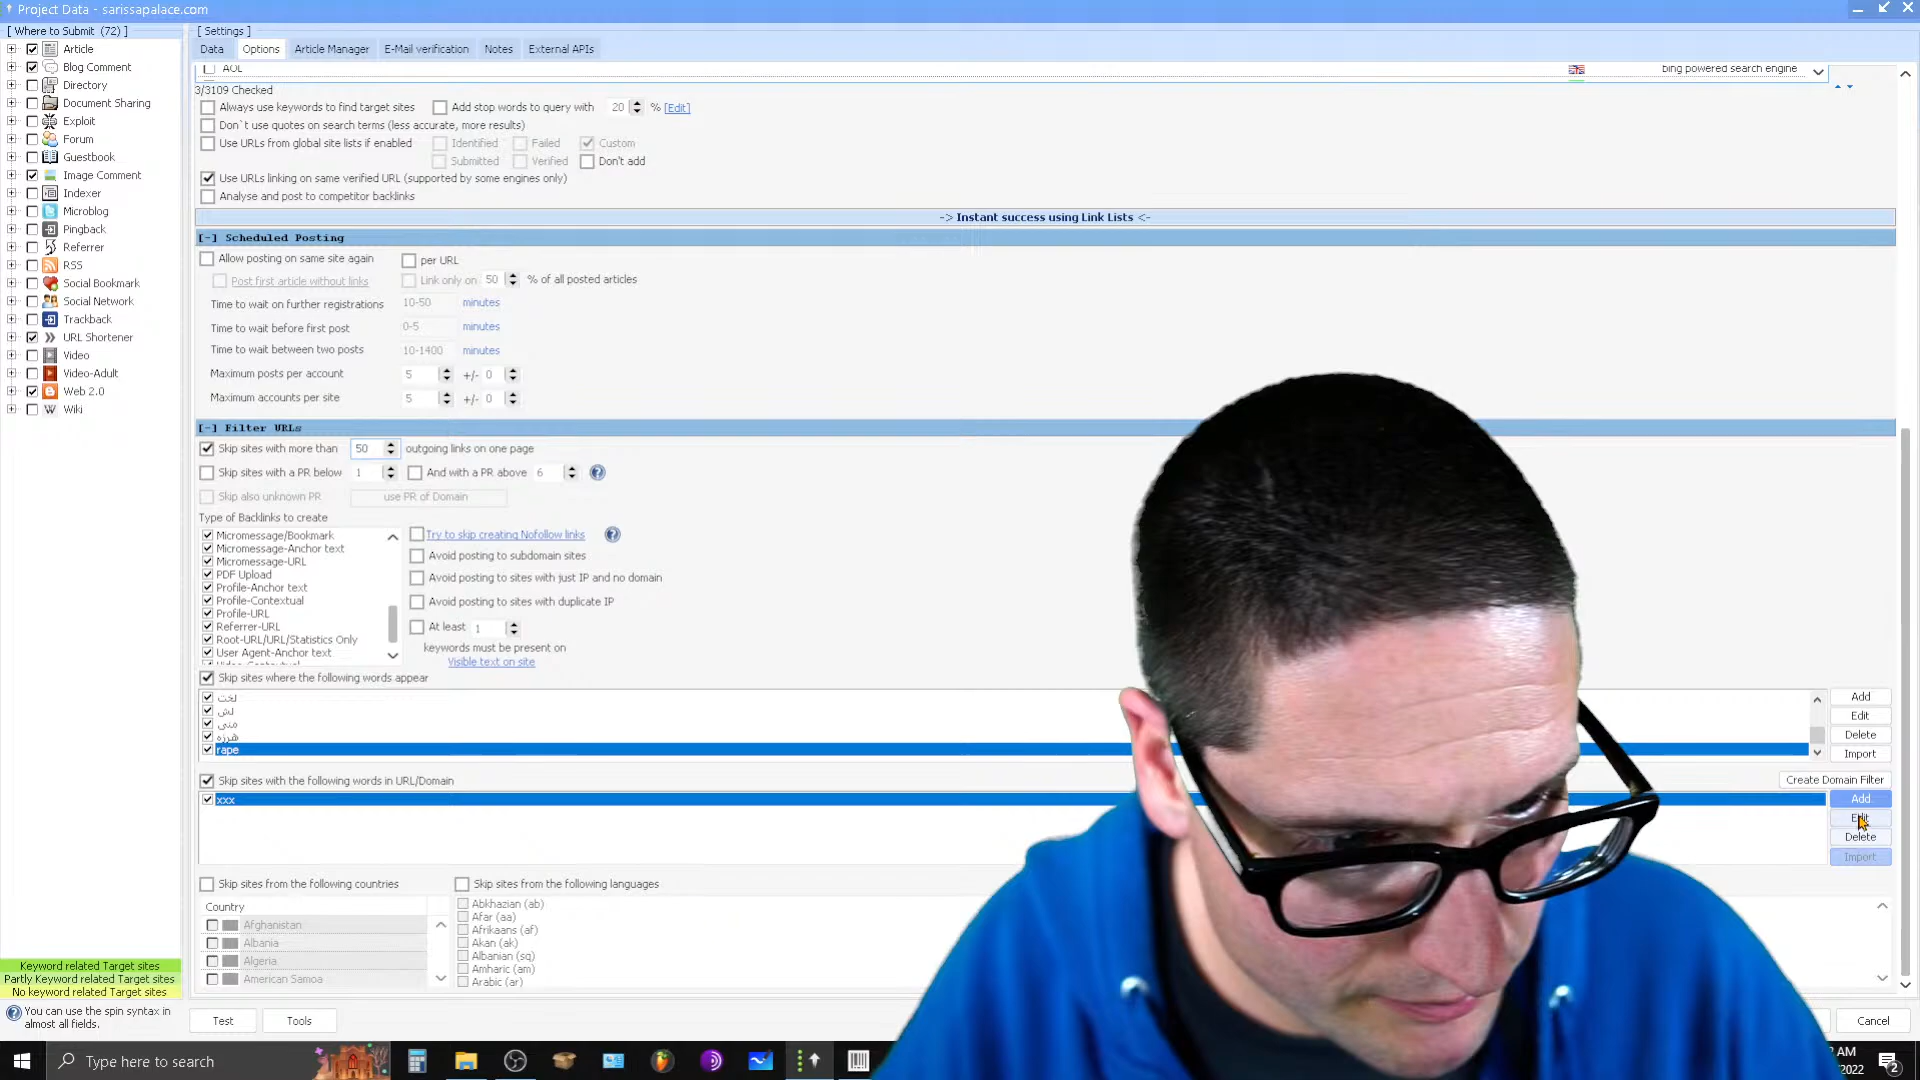 Project Data - sarissapalace.com
[ Where to Submit (72) ]
Article
Blog Comment
Directory
Document Sharing
Exploit
Forum
Guestbook
Image Comment
Indexer
Microblog
Pingback
Referrer
RSS
Social Bookmark
Social Network
Trackback
URL Shortener
Video
Video-Adult
Web 2.0
Wiki
Keyword related Target sites
Partly Keyword related Target sites
No keyword related Target sites
You can use the spin syntax in
almost all fields.
[ Settings ]
Data Options Article Manager E-Mail verification Notes External APIs
AOL bing powered search engine
3/3109 Checked
Always use keywords to find target sites Add stop words to query with 20 % [Edit]
Don`t use quotes on search terms (less accurate, more results)
Use URLs from global site lists if enabled Identified Failed Custom
Submitted Verified Don't add
Use URLs linking on same verified URL (supported by some engines only)
Analyse and post to competitor backlinks
-> Instant success using Link Lists <-
[-] Scheduled Posting
Allow posting on same site again per URL
Post first article without links Link only on 50 % of all posted articles
Time to wait on further registrations 10-50 minutes
Time to wait before first post 0-5 minutes
Time to wait between two posts 10-1400 minutes
Maximum posts per account 5 +/- 0
Maximum accounts per site 5 +/- 0
[-] Filter URLs
Skip sites with more than 50 outgoing links on one page
Skip sites with a PR below 1 And with a PR above 6
Skip also unknown PR use PR of Domain
Type of Backlinks to create
Micromessage/Bookmark
Micromessage-Anchor text
Micromessage-URL
PDF Upload
Profile-Anchor text
Profile-Contextual
Profile-URL
Referrer-URL
Root-URL/URL/Statistics Only
User Agent-Anchor text
Try to skip creating Nofollow links
Avoid posting to subdomain sites
Avoid posting to sites with just IP and no domain
Avoid posting to sites with duplicate IP
At least 1
keywords must be present on
Visible text on site
Skip sites where the following words appear
لخت
لش
منی
هرزه
rape
Add
Edit
Delete
Import
Skip sites with the following words in URL/Domain Create Domain Filter
xxx
Add
Edit
Delete
Import
Skip sites from the following countries Skip sites from the following languages
Country
Afghanistan
Albania
Algeria
American Samoa
Abkhazian (ab)
Afar (aa)
Afrikaans (af)
Akan (ak)
Albanian (sq)
Amharic (am)
Arabic (ar)
Test Tools Cancel
Type here to search
AM
2022
2